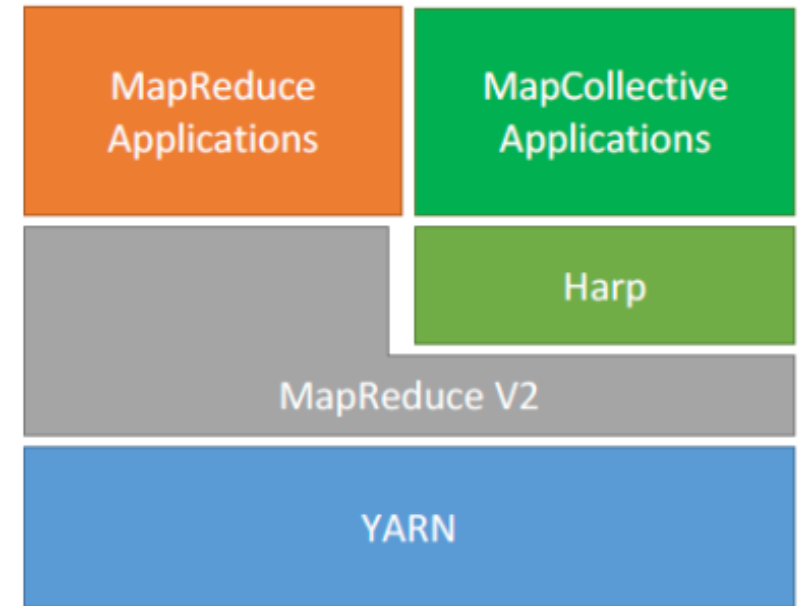 MapReduce
Applications
MapCollective
Applications
Harp
MapReduce V2
YARN